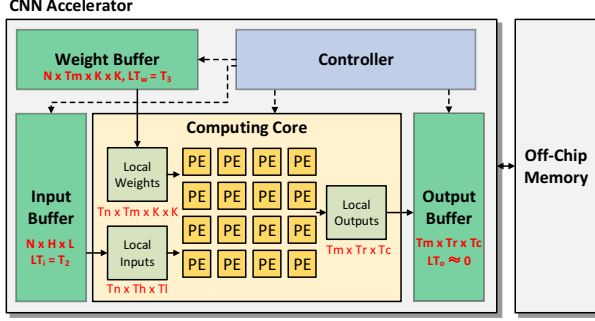 CNN Accelerator
Weight Buffer
N x Tm x K x K, LTw = T3
Controller
Computing Core
Local
Weights
Tn x Tm x K x K
PE PE PE PE
PE PE PE PE
PE PE PE PE
PE PE PE PE
Input
Buffer
N x H x L
LTi = T2
Local
Inputs
Tn x Th x Tl
Local
Outputs
Tm x Tr x Tc
Output
Buffer
Tm x Tr x Tc
LTo ≈ 0
Off-Chip
Memory